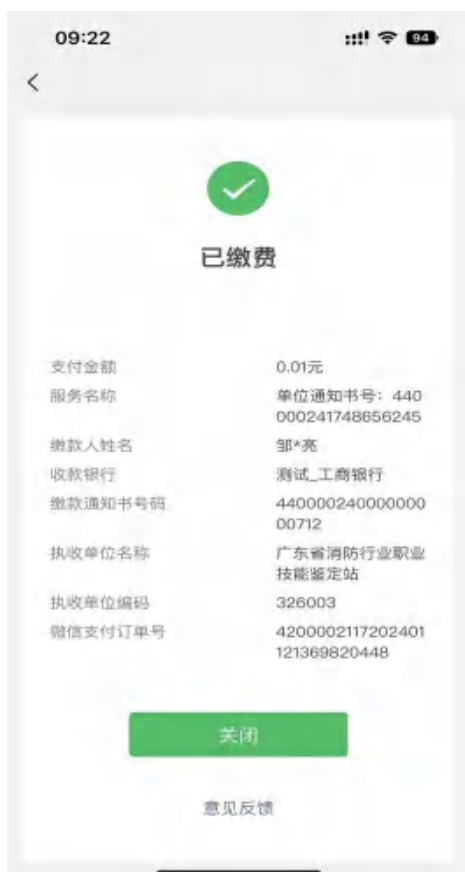 09:22
94
已缴费
支付金额 0.01元
服务名称 单位通知书号：440
000241748656245
缴款人姓名 邹*亮
收款银行 测试_工商银行
缴款通知书号码 440000240000000
00712
执收单位名称 广东省消防行业职业
技能鉴定站
执收单位编码 326003
微信支付订单号 4200002117202401
121369820448
关闭
意见反馈